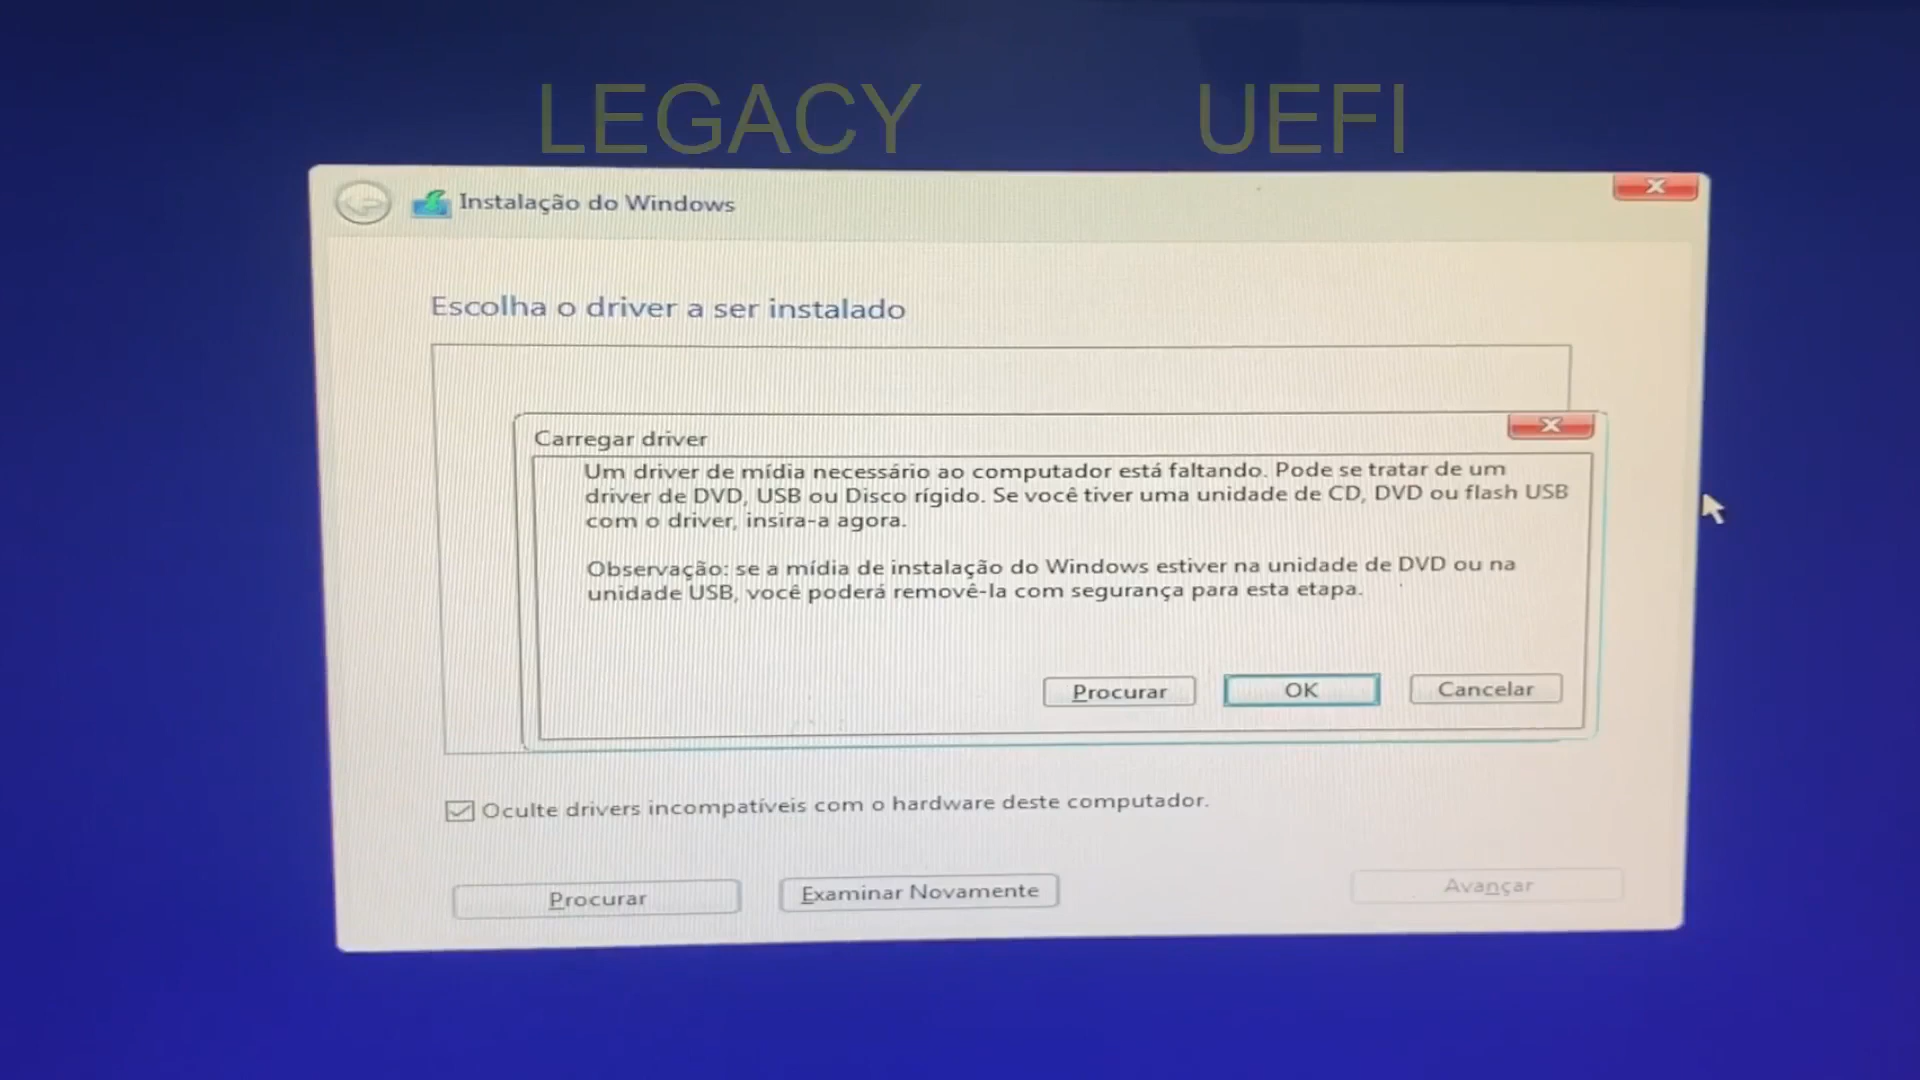 LEGACY UEFI
Instalação do Windows
Escolha o driver a ser instalado
Carregar driver
Um driver de mídia necessário ao computador está faltando. Pode se tratar de um
driver de DVD, USB ou Disco rígido. Se você tiver uma unidade de CD, DVD ou flash USB
com o driver, insira-a agora.
Observação: se a mídia de instalação do Windows estiver na unidade de DVD ou na
unidade USB, você poderá removê-la com segurança para esta etapa.
Procurar OK Cancelar
Oculte drivers incompatíveis com o hardware deste computador.
Procurar Examinar Novamente Avançar